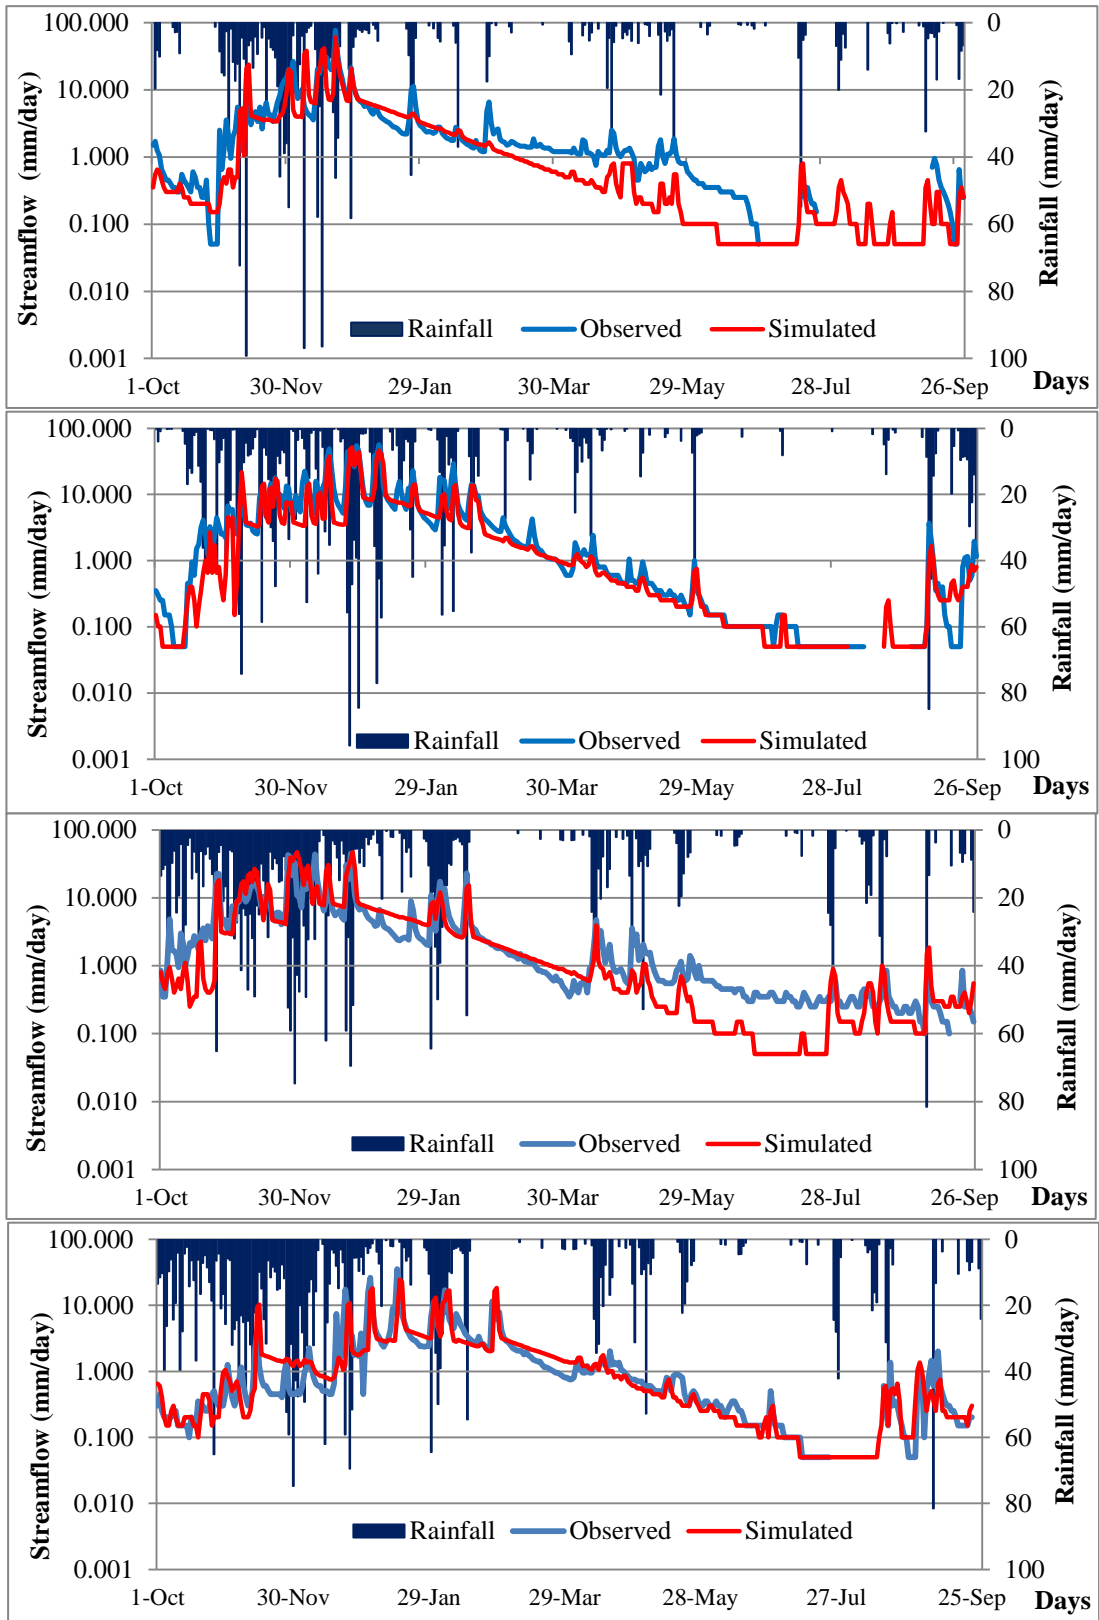 100.000 0
10.000 20
1.000 40
0.100 60
0.010 80
0.001 100
Streamflow (mm/day)
Rainfall (mm/day)
Rainfall Observed Simulated
1-Oct 30-Nov 29-Jan 30-Mar 29-May 28-Jul 26-Sep Days
100.000 0
10.000 20
1.000 40
0.100 60
0.010 80
0.001 100
Streamflow (mm/day)
Rainfall (mm/day)
Rainfall Observed Simulated
1-Oct 30-Nov 29-Jan 30-Mar 29-May 28-Jul 26-Sep Days
100.000 0
10.000 20
1.000 40
0.100 60
0.010 80
0.001 100
Streamflow (mm/day)
Rainfall (mm/day)
Rainfall Observed Simulated
1-Oct 30-Nov 29-Jan 30-Mar 29-May 28-Jul 26-Sep Days
100.000 0
10.000 20
1.000 40
0.100 60
0.010 80
0.001 100
Streamflow (mm/day)
Rainfall (mm/day)
Rainfall Observed Simulated
1-Oct 30-Nov 29-Jan 29-Mar 28-May 27-Jul 25-Sep Days